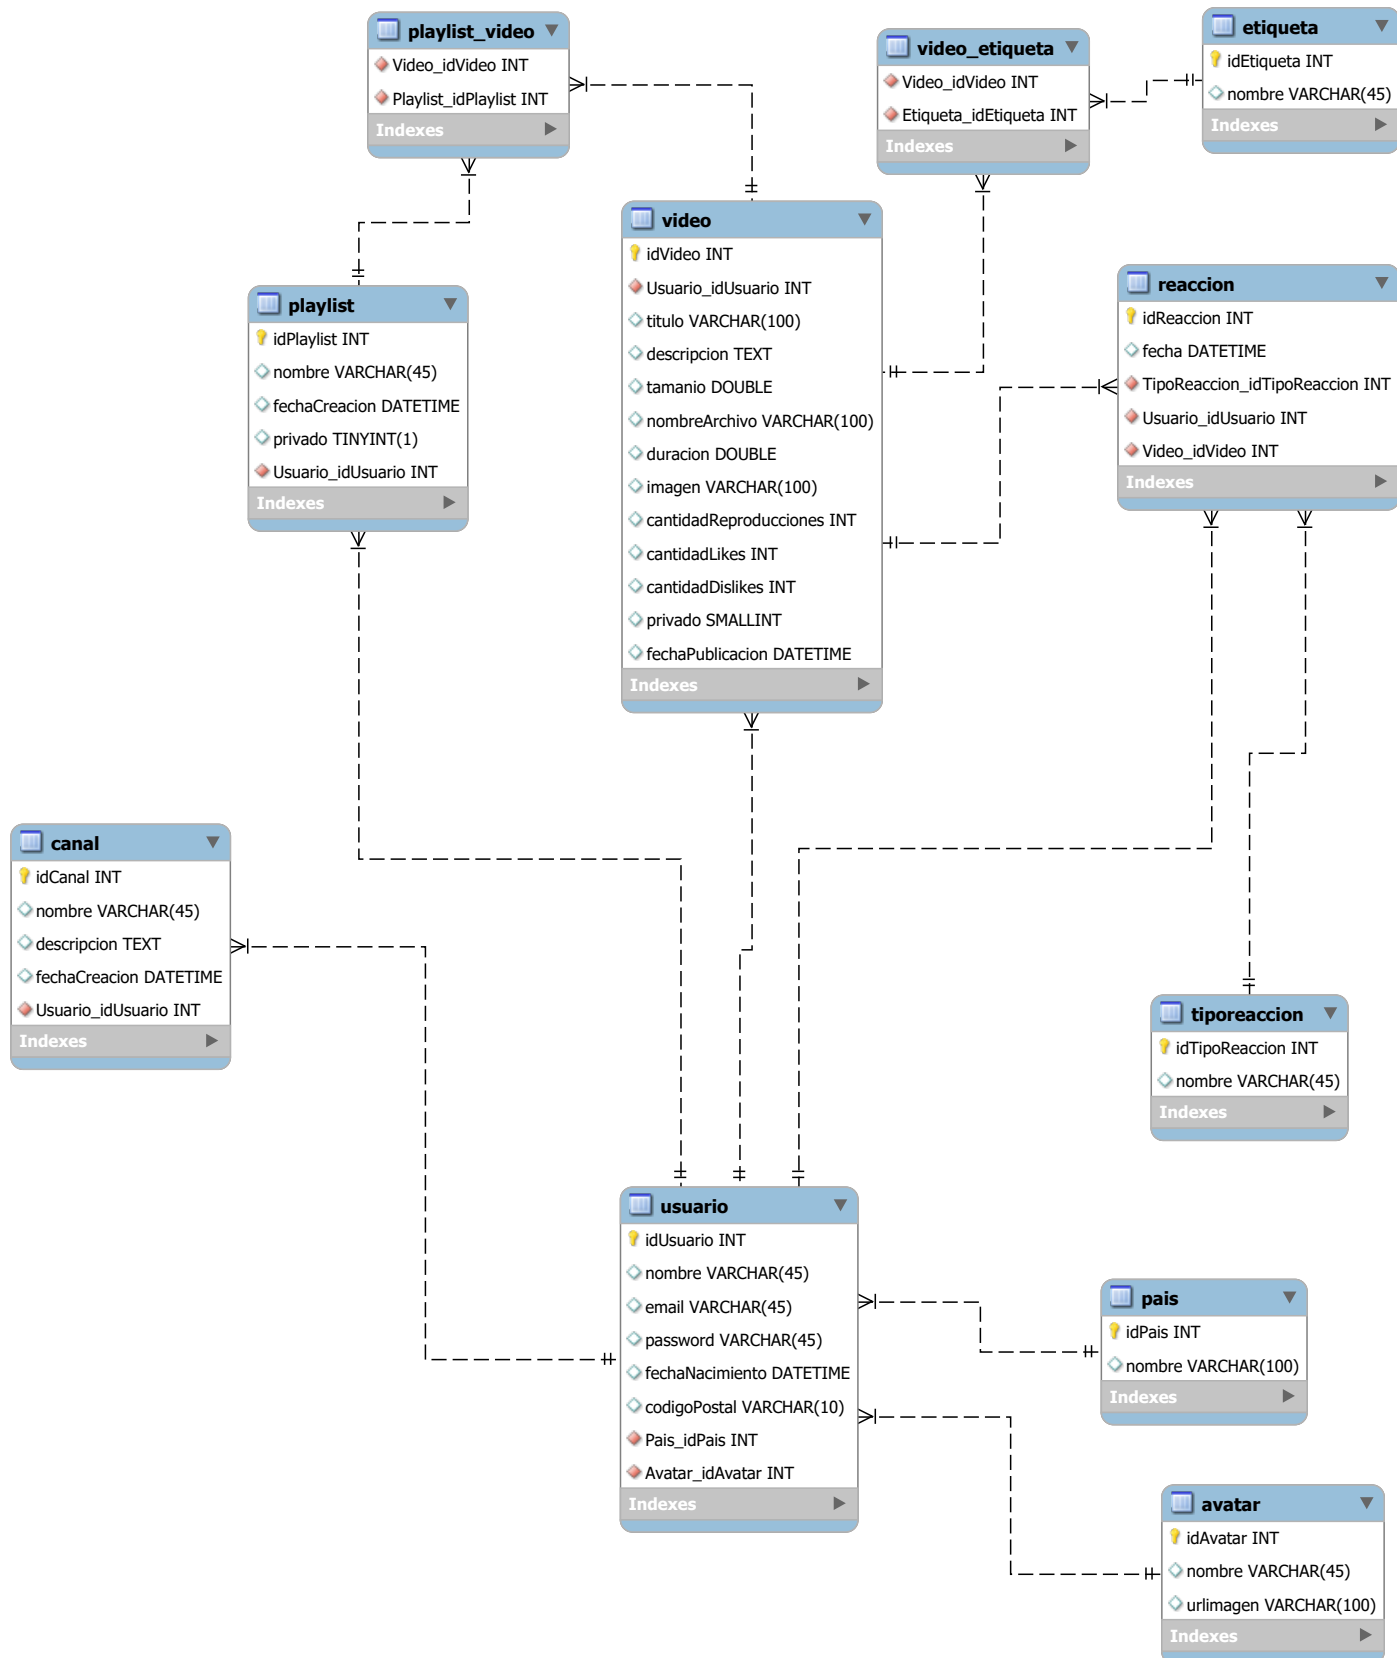 playlist_video
Video_idVideo INT
Playlist_idPlaylist INT
Indexes
video_etiqueta
Video_idVideo INT
Etiqueta_idEtiqueta INT
Indexes
etiqueta
idEtiqueta INT
nombre VARCHAR(45)
Indexes
video
idVideo INT
Usuario_idUsuario INT
titulo VARCHAR(100)
descripcion TEXT
tamanio DOUBLE
nombreArchivo VARCHAR(100)
duracion DOUBLE
imagen VARCHAR(100)
cantidadReproducciones INT
cantidadLikes INT
cantidadDislikes INT
privado SMALLINT
fechaPublicacion DATETIME
Indexes
playlist
idPlaylist INT
nombre VARCHAR(45)
fechaCreacion DATETIME
privado TINYINT(1)
Usuario_idUsuario INT
Indexes
reaccion
idReaccion INT
fecha DATETIME
TipoReaccion_idTipoReaccion INT
Usuario_idUsuario INT
Video_idVideo INT
Indexes
canal
idCanal INT
nombre VARCHAR(45)
descripcion TEXT
fechaCreacion DATETIME
Usuario_idUsuario INT
Indexes
tiporeaccion
idTipoReaccion INT
nombre VARCHAR(45)
Indexes
usuario
idUsuario INT
nombre VARCHAR(45)
email VARCHAR(45)
password VARCHAR(45)
fechaNacimiento DATETIME
codigoPostal VARCHAR(10)
Pais_idPais INT
Avatar_idAvatar INT
Indexes
pais
idPais INT
nombre VARCHAR(100)
Indexes
avatar
idAvatar INT
nombre VARCHAR(45)
urlimagen VARCHAR(100)
Indexes